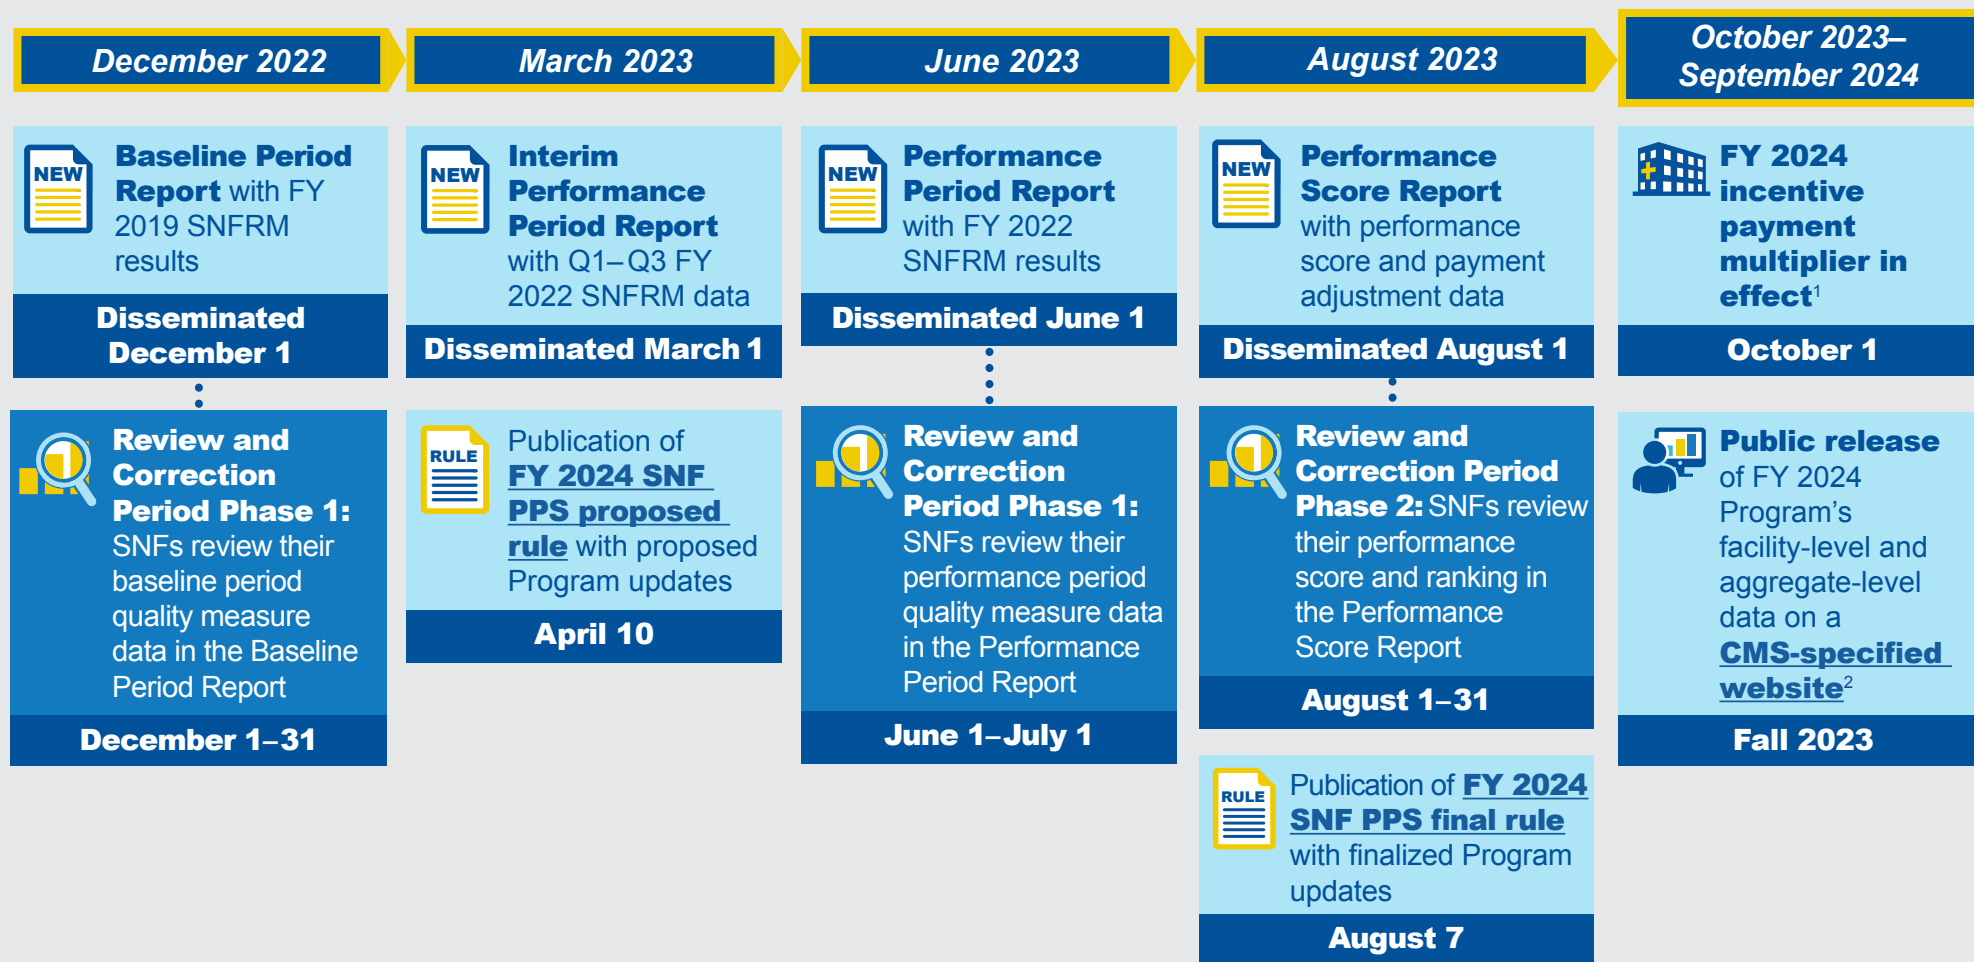 December 2022
NEW
Baseline Period
Report with FY
2019 SNFRM
results
Disseminated
December 1
Review and
Correction
Period Phase 1:
SNFs review their
baseline period
quality measure
data in the Baseline
Period Report
December 1–31
March 2023
NEW
Interim
Performance
Period Report
with Q1–Q3 FY
2022 SNFRM data
Disseminated March 1
RULE
Publication of
FY 2024 SNF
PPS proposed
rule with proposed
Program updates
April 10
June 2023
NEW
Performance
Period Report
with FY 2022
SNFRM results
Disseminated June 1
Review and
Correction
Period Phase 1:
SNFs review their
performance period
quality measure data
in the Performance
Period Report
June 1–July 1
August 2023
NEW
Performance
Score Report
with performance
score and payment
adjustment data
Disseminated August 1
Review and
Correction Period
Phase 2: SNFs review
their performance
score and ranking in
the Performance
Score Report
August 1–31
RULE
Publication of FY 2024
SNF PPS final rule
with finalized Program
updates
August 7
October 2023–
September 2024
FY 2024
incentive
payment
multiplier in
effect¹
October 1
Public release
of FY 2024
Program’s
facility-level and
aggregate-level
data on a
CMS-specified
website²
Fall 2023